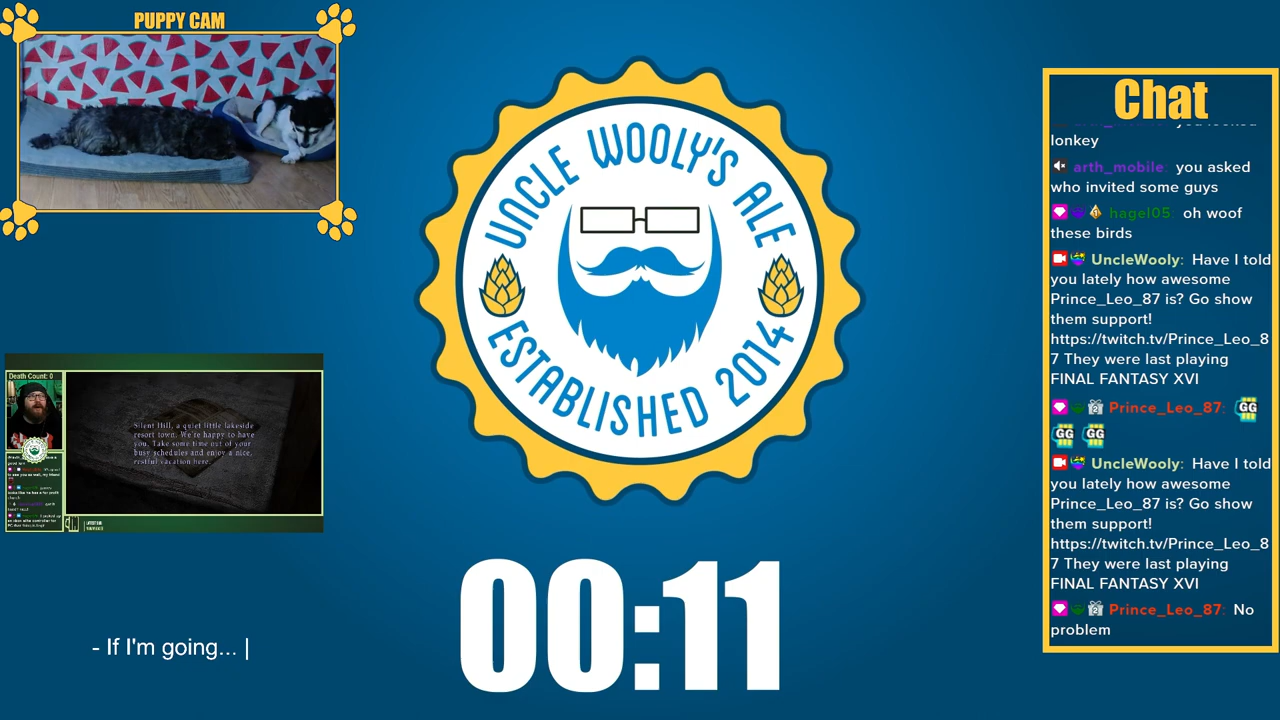 PUPPY CAM
UNCLE WOOLY'S ALE
ESTABLISHED 2014
Death Count: 0
Silent Hill, a quiet little lakeside
resort town. We're happy to have
you. Take some time out of your
busy schedules and enjoy a nice,
restful vacation here.
- If I'm going... |
00:11
Chat
lonkey
arth_mobile: you asked
who invited some guys
hagel05: oh woof
these birds
UncleWooly: Have I told
you lately how awesome
Prince_Leo_87 is? Go show
them support!
https://twitch.tv/Prince_Leo_8
7 They were last playing
FINAL FANTASY XVI
Prince_Leo_87: GG
GG GG
UncleWooly: Have I told
you lately how awesome
Prince_Leo_87 is? Go show
them support!
https://twitch.tv/Prince_Leo_8
7 They were last playing
FINAL FANTASY XVI
Prince_Leo_87: No
problem